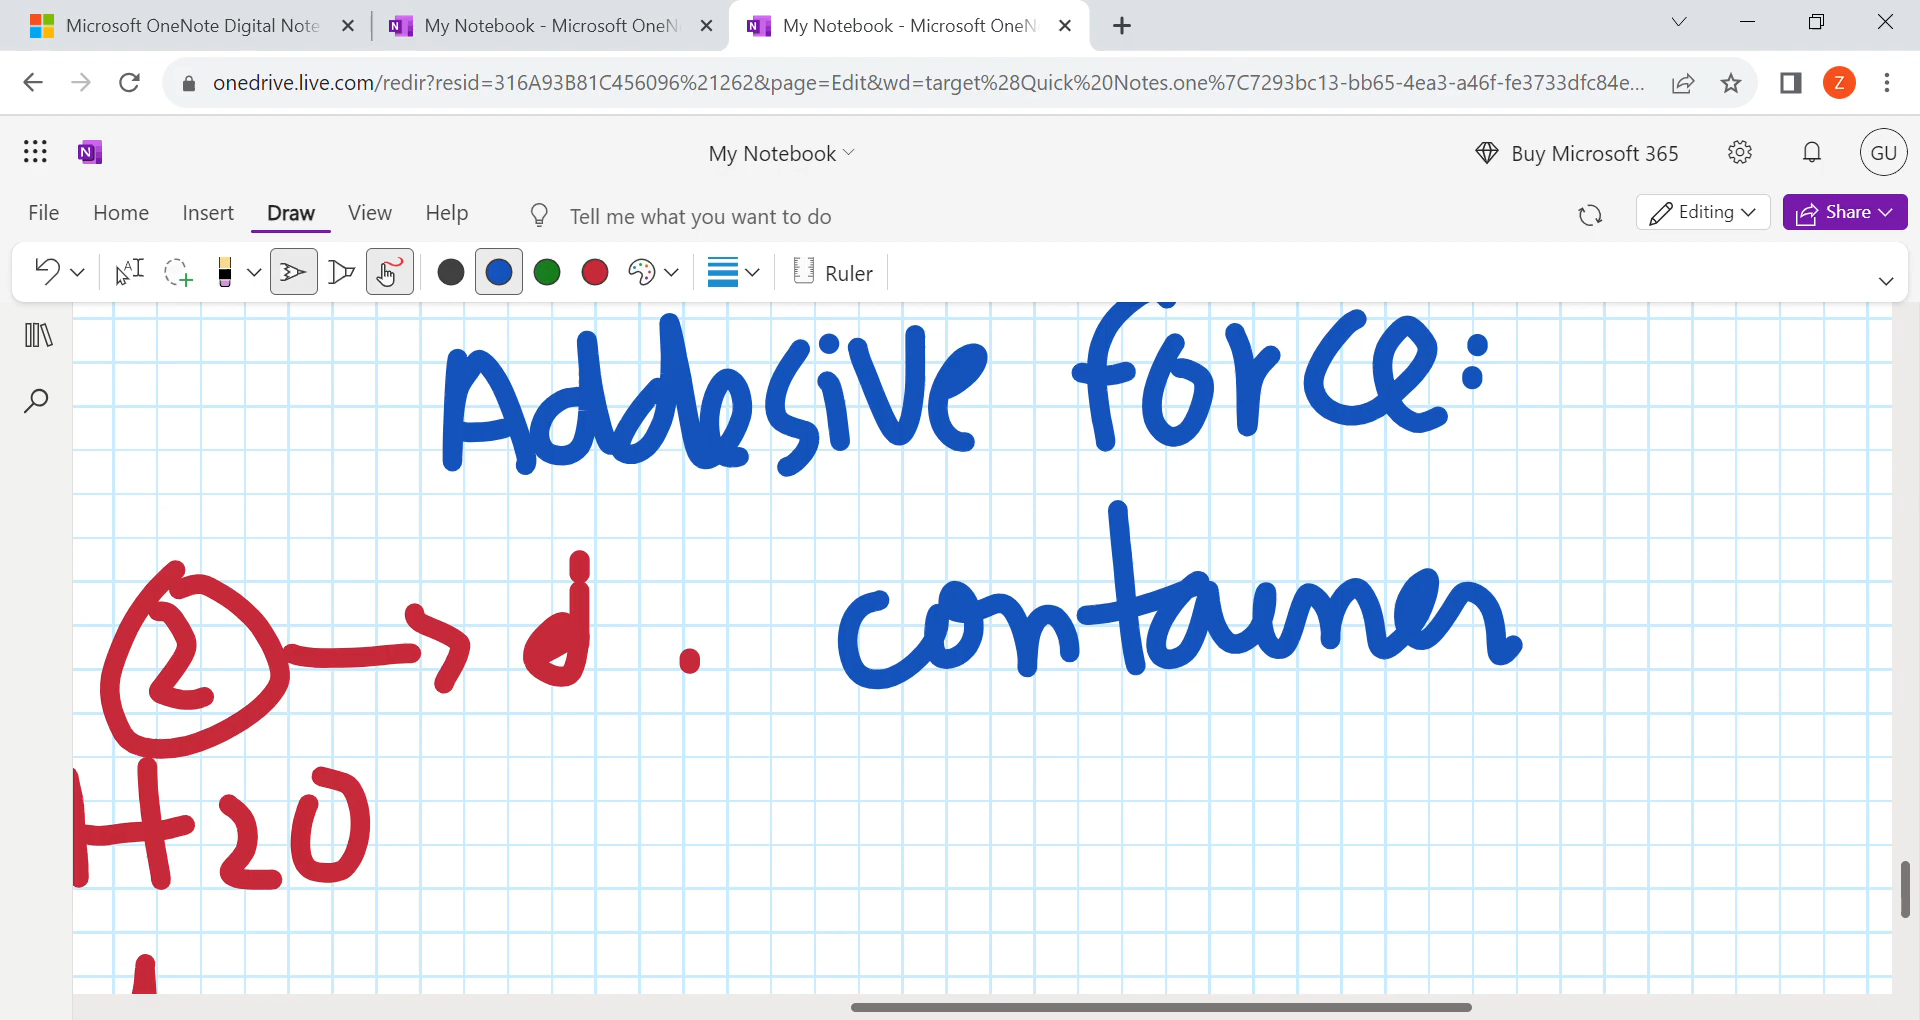 Microsoft OneNote Digital Note
My Notebook - Microsoft OneN
My Notebook - Microsoft OneN
onedrive.live.com/redir?resid=316A93B81C456096%21262&page=Edit&wd=target%28Quick%20Notes.one%7C7293bc13-bb65-4ea3-a46f-fe3733dfc84e...
Z
N
My Notebook
Buy Microsoft 365
GU
File Home Insert Draw View Help Tell me what you want to do
Editing
Share
Ruler
Addesive force:
container
2 → d .
H20